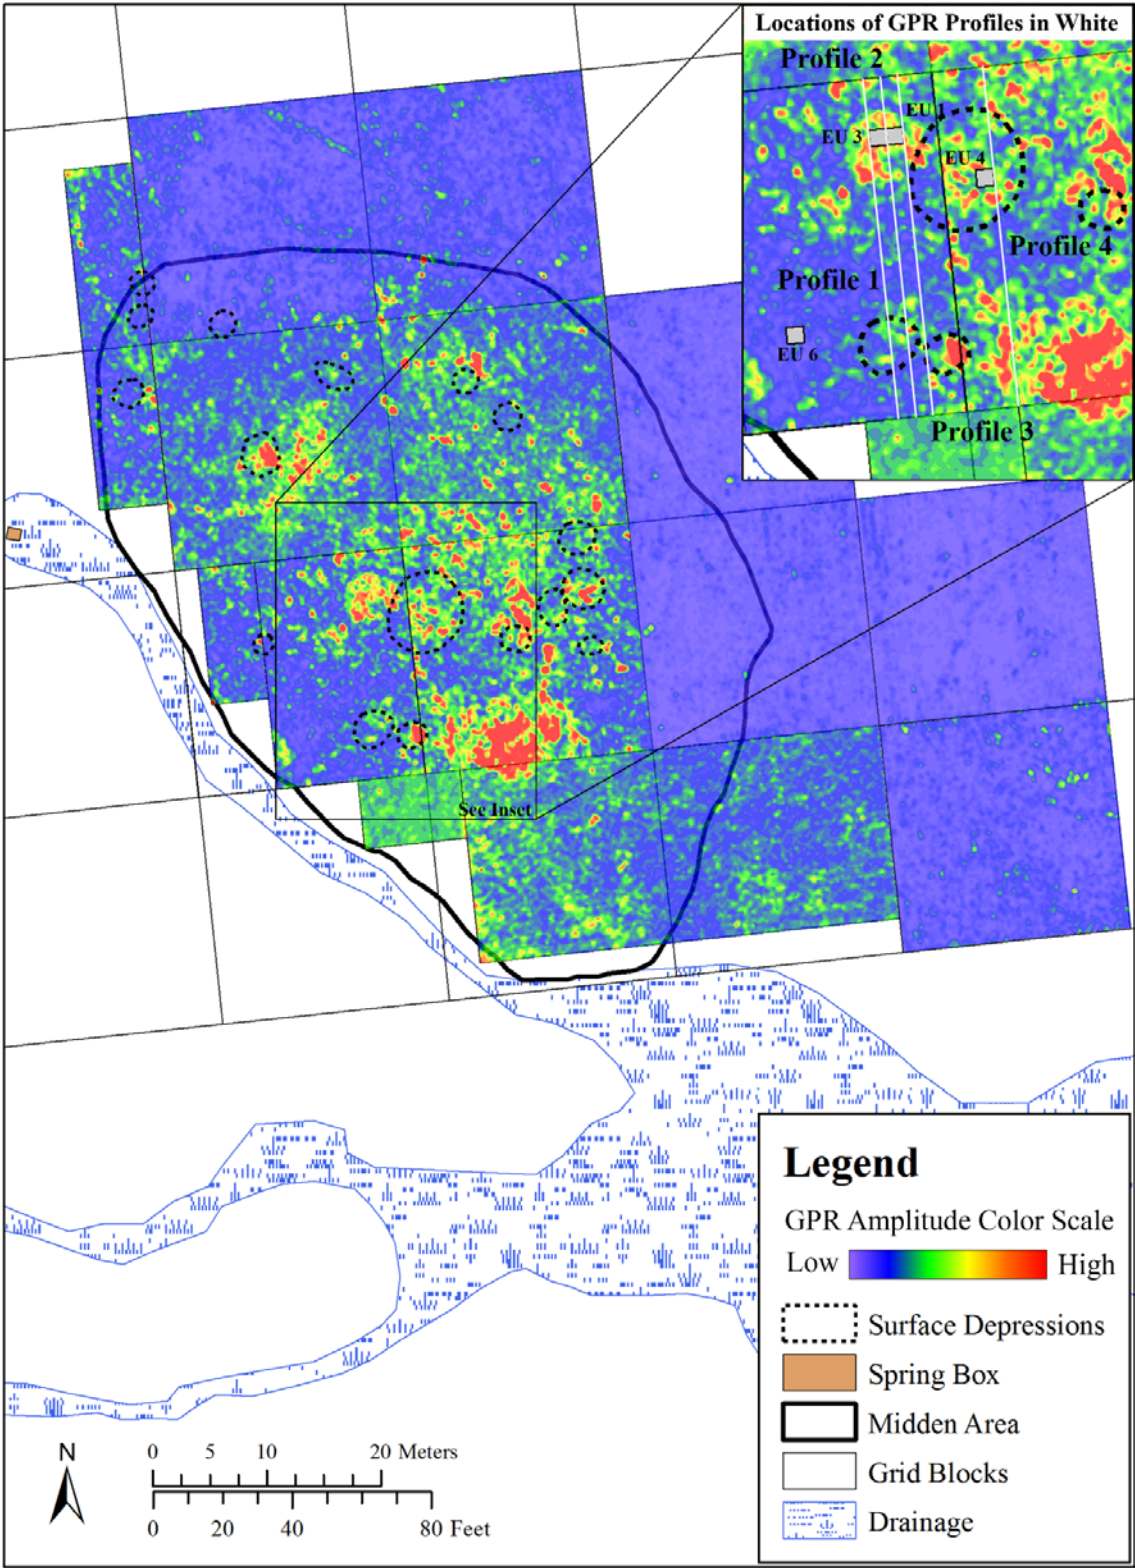 Locations of GPR Profiles in White
Profile 2
EU 1
EU 3
EU 4
Profile 4
Profile 1
EU 6
Profile 3
See Inset
Legend
GPR Amplitude Color Scale
Low High
Surface Depressions
Spring Box
Midden Area
Grid Blocks
Drainage
N
0 5 10 20 Meters
0 20 40 80 Feet